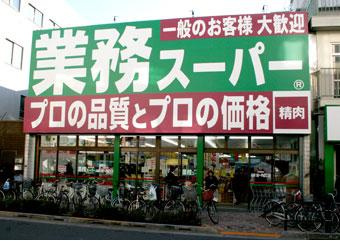 一般のお客様 大歓迎
業務スーパー®
プロの品質とプロの価格
精肉